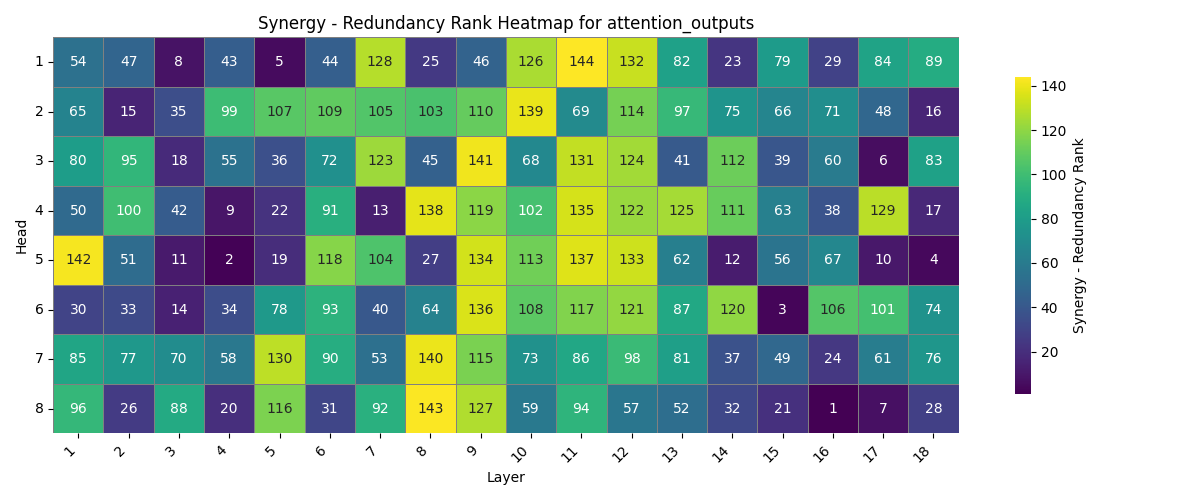 Synergy - Redundancy Rank Heatmap for attention_outputs
1 54 47 8 43 5 44 128 25 46 126 144 132 82 23 79 29 84 89
2 65 15 35 99 107 109 105 103 110 139 69 114 97 75 66 71 48 16
3 80 95 18 55 36 72 123 45 141 68 131 124 41 112 39 60 6 83
4 50 100 42 9 22 91 13 138 119 102 135 122 125 111 63 38 129 17
5 142 51 11 2 19 118 104 27 134 113 137 133 62 12 56 67 10 4
6 30 33 14 34 78 93 40 64 136 108 117 121 87 120 3 106 101 74
7 85 77 70 58 130 90 53 140 115 73 86 98 81 37 49 24 61 76
8 96 26 88 20 116 31 92 143 127 59 94 57 52 32 21 1 7 28
1 2 3 4 5 6 7 8 9 10 11 12 13 14 15 16 17 18
Layer
Head
140
120
100
80
60
40
20
Synergy - Redundancy Rank